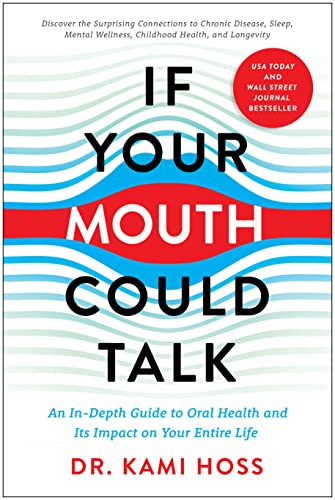 Discover the Surprising Connections to Chronic Disease, Sleep,
Mental Wellness, Childhood Health, and Longevity
USA TODAY
AND
WALL STREET
JOURNAL
BESTSELLER
IF
YOUR
MOUTH
COULD
TALK
An In-Depth Guide to Oral Health and
Its Impact on Your Entire Life
DR. KAMI HOSS